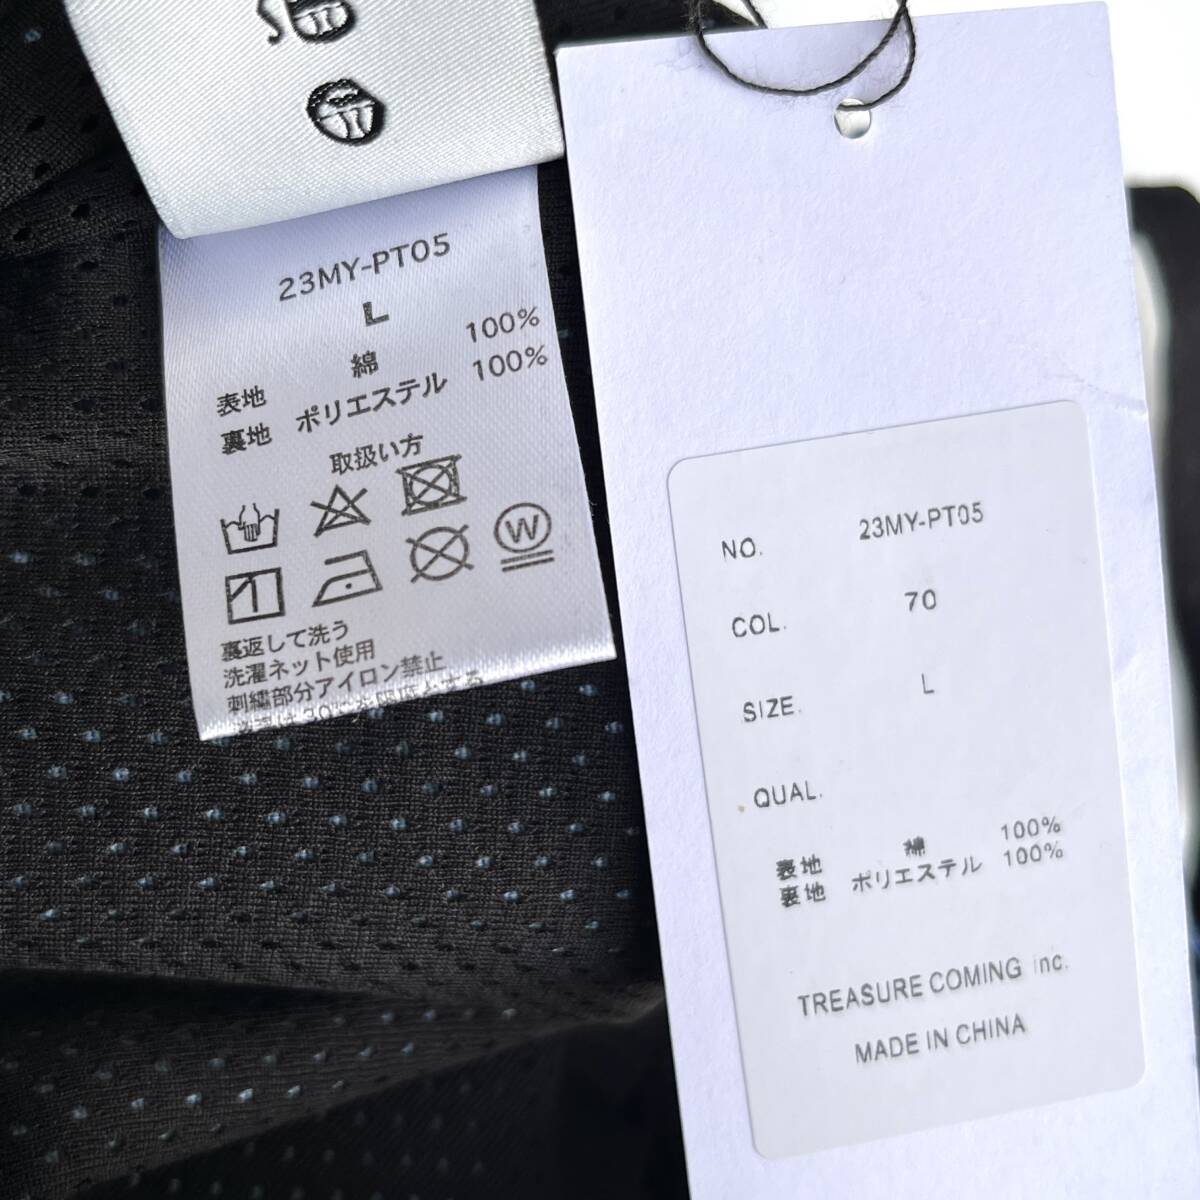 23MY-PT05
L
表地 綿 100%
裏地 ポリエステル 100%
取扱い方
W
裏返して洗う
洗濯ネット使用
刺繍部分アイロン禁止
NO. 23MY-PT05
COL. 70
SIZE. L
QUAL.
表地 綿 100%
裏地 ポリエステル 100%
TREASURE COMING inc.
MADE IN CHINA